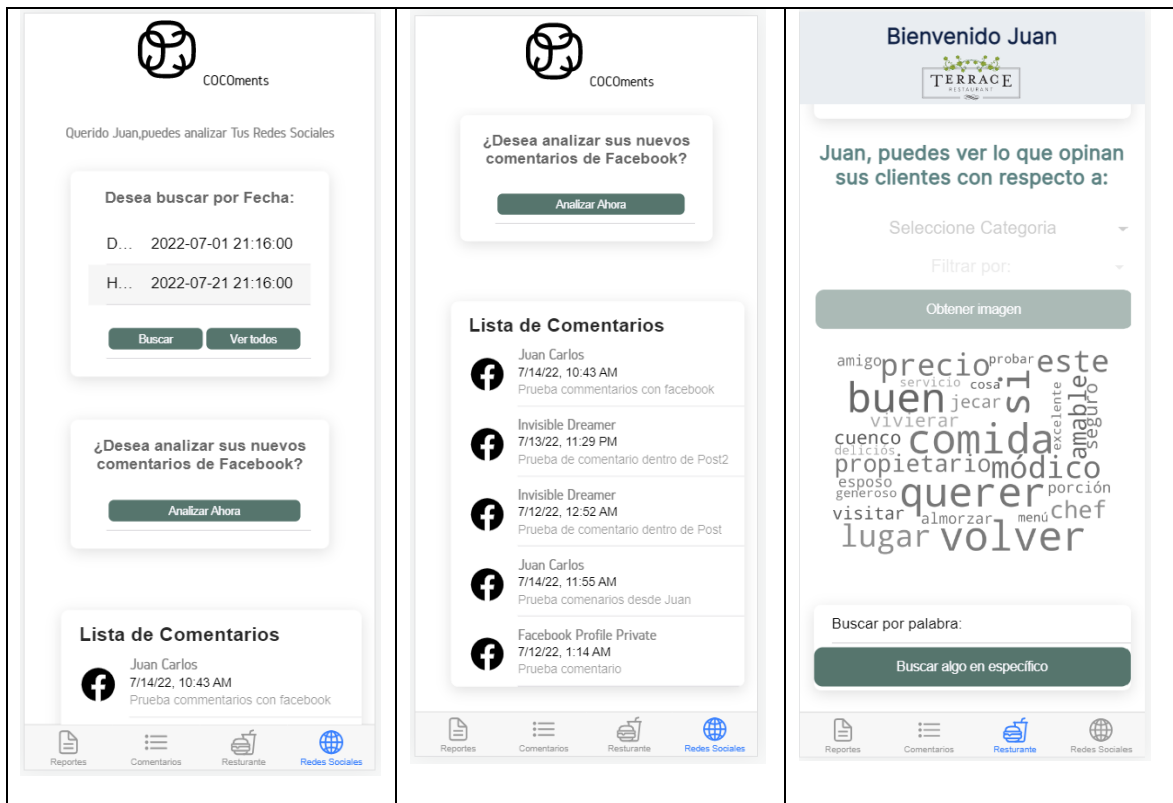 COCOments
Querido Juan,puedes analizar Tus Redes Sociales
Desea buscar por Fecha:
D... 2022-07-01 21:16:00
H... 2022-07-21 21:16:00
Buscar Ver todos
¿Desea analizar sus nuevos
comentarios de Facebook?
Analizar Ahora
Lista de Comentarios
Juan Carlos
7/14/22, 10:43 AM
Prueba commentarios con facebook
Reportes Comentarios Resturante Redes Sociales
COCOments
¿Desea analizar sus nuevos
comentarios de Facebook?
Analizar Ahora
Lista de Comentarios
Juan Carlos
7/14/22, 10:43 AM
Prueba commentarios con facebook
Invisible Dreamer
7/13/22, 11:29 PM
Prueba de comentario dentro de Post2
Invisible Dreamer
7/12/22, 12:52 AM
Prueba de comentario dentro de Post
Juan Carlos
7/14/22, 11:55 AM
Prueba comenarios desde Juan
Facebook Profile Private
7/12/22, 1:14 AM
Prueba comentario
Reportes Comentarios Resturante Redes Sociales
Bienvenido Juan
TERRACE
RESTAURANT
Juan, puedes ver lo que opinan
sus clientes con respecto a:
Seleccione Categoria
Filtrar por:
Obtener imagen
amigo precio probar este
servicio cosa si
buen jecar excelente amable seguro
vivierar
cuenco comida
delicios
propietario módico
esposo
generoso querer porción
visitar almorzar menú chef
lugar volver
Buscar por palabra:
Buscar algo en específico
Reportes Comentarios Resturante Redes Sociales